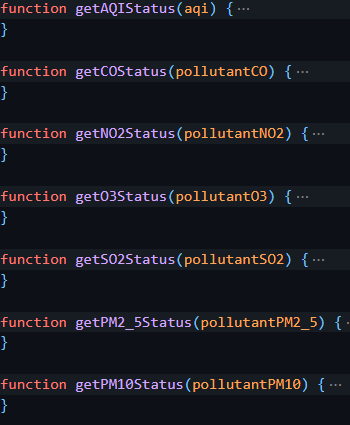 function getAQIStatus(aqi) {···
}
function getCOStatus(pollutantCO) {···
}
function getNO2Status(pollutantNO2) {···
}
function getO3Status(pollutantO3) {···
}
function getSO2Status(pollutantSO2) {···
}
function getPM2_5Status(pollutantPM2_5) {··
}
function getPM10Status(pollutantPM10) {···
}